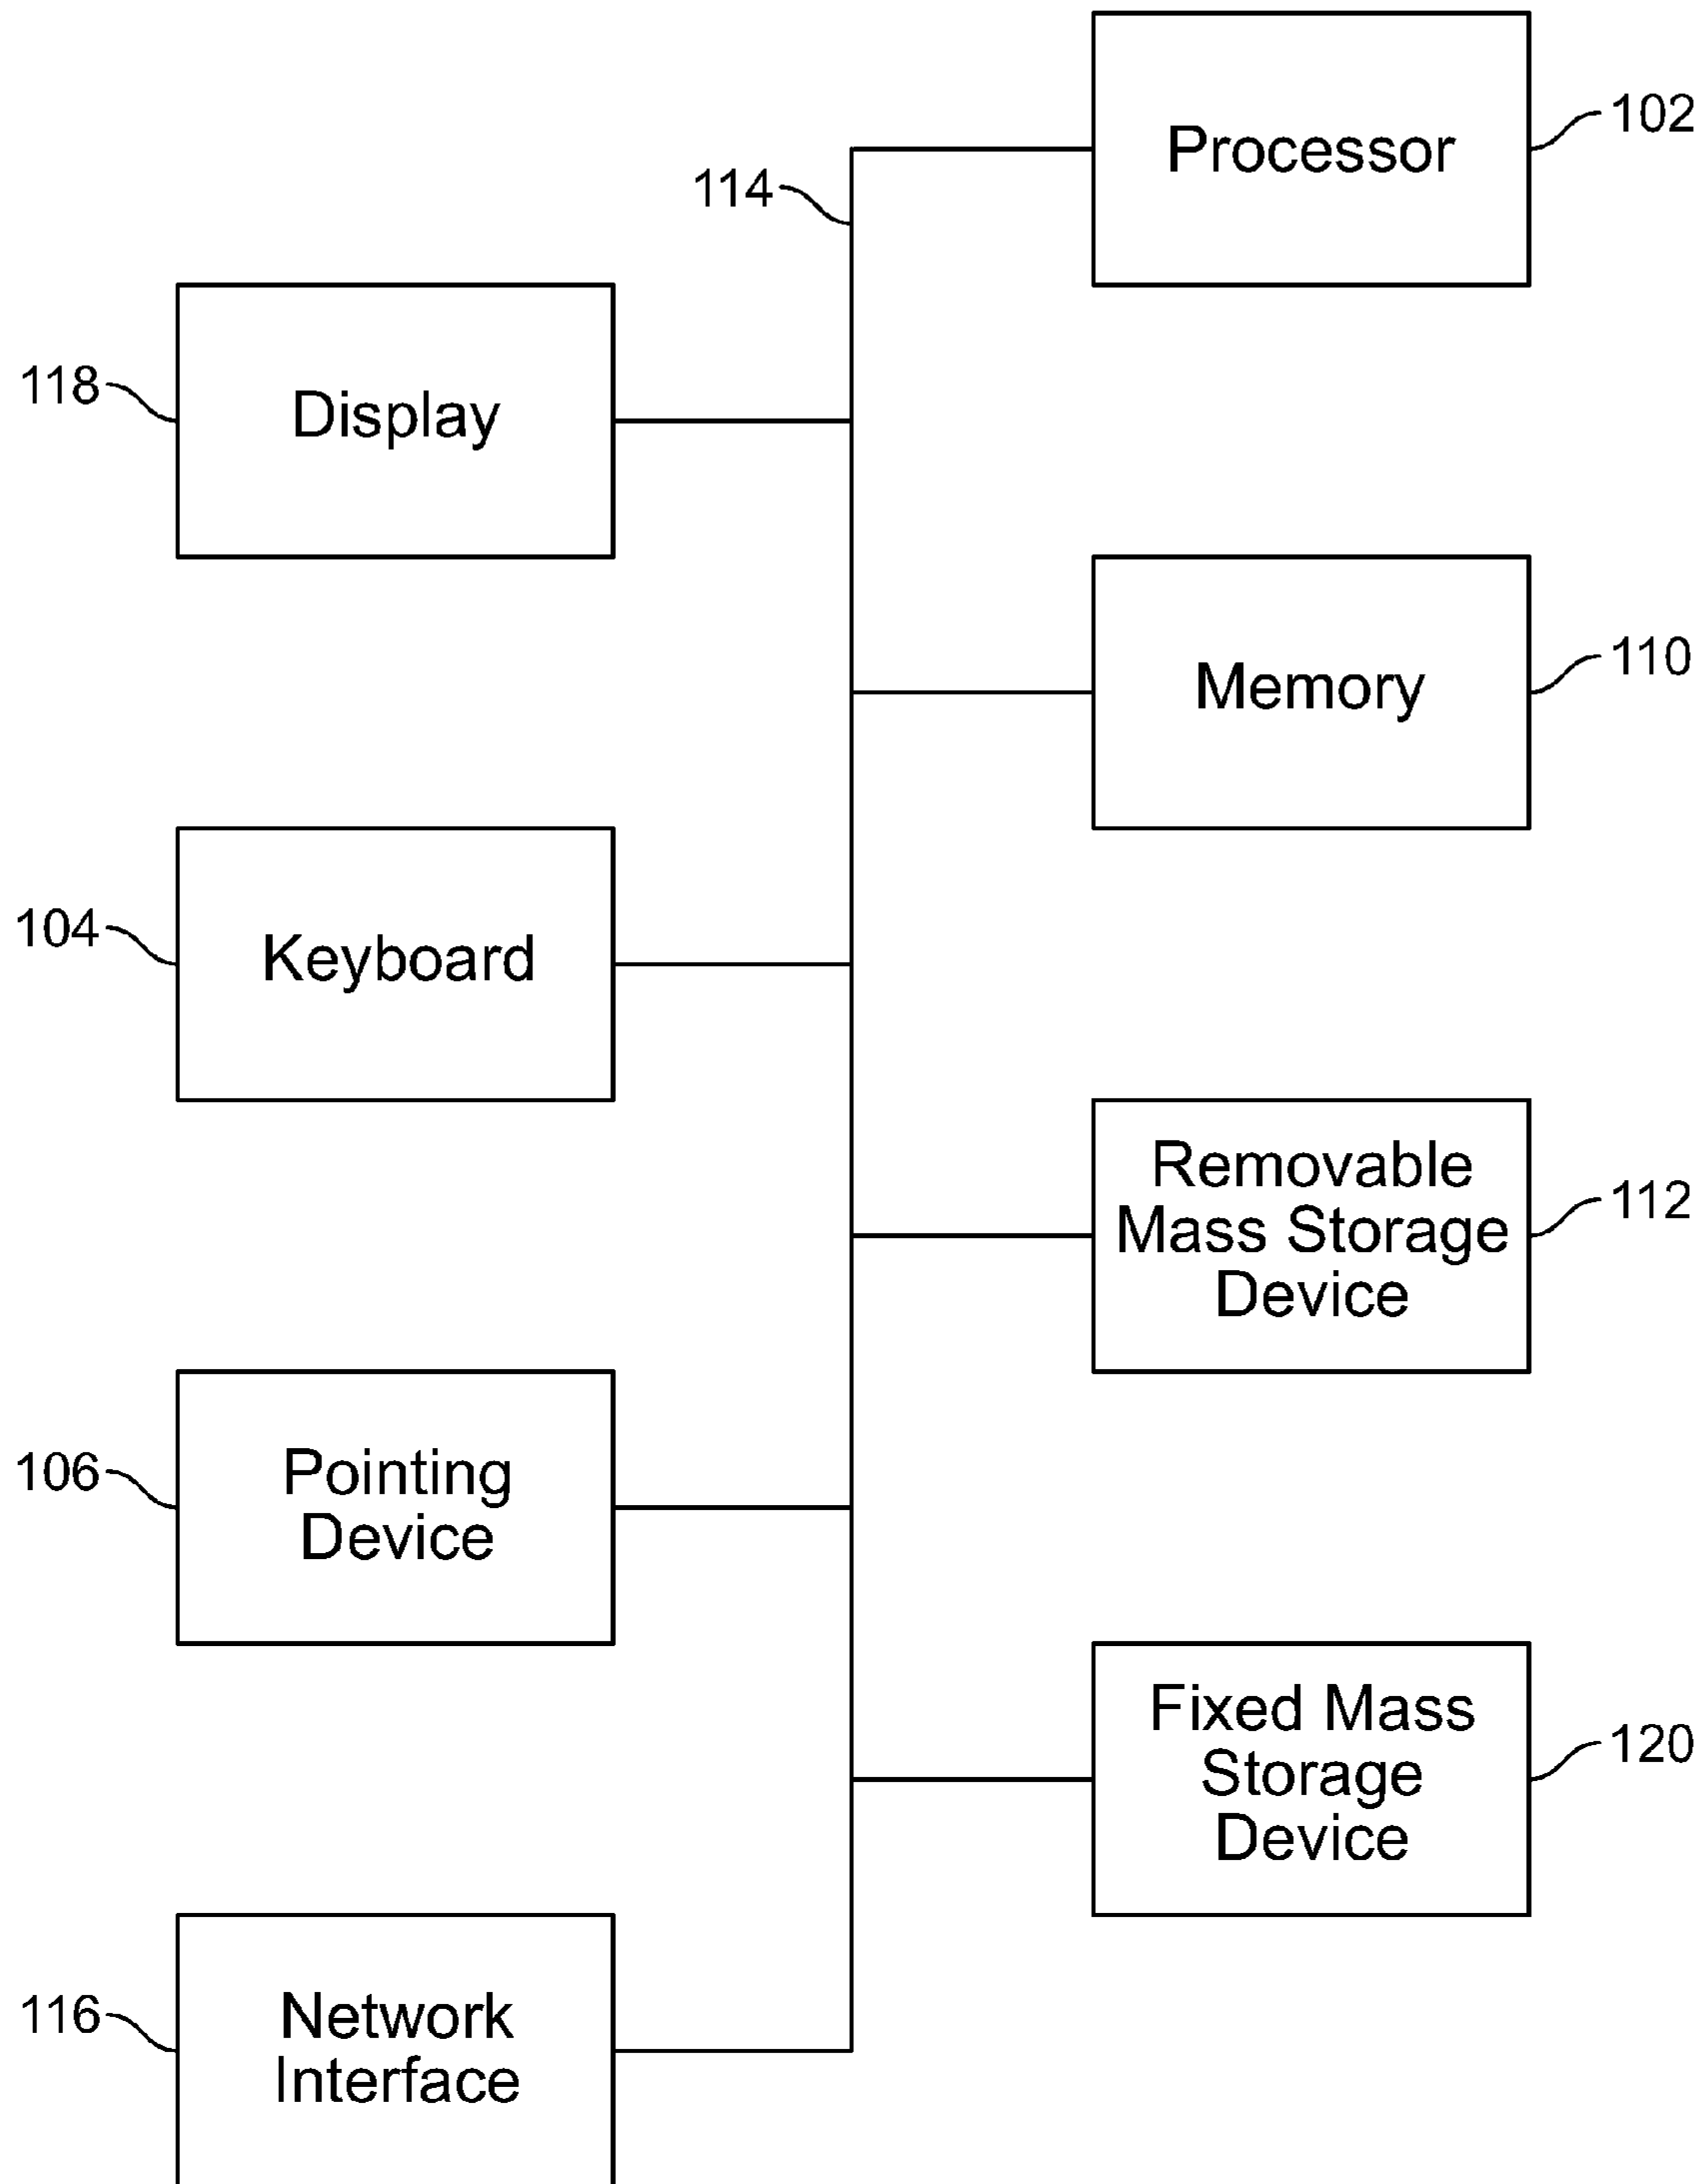 Processor
102
114
118
Display
Memory
110
104
Keyboard
Removable
Mass Storage
Device
112
106
Pointing
Device
Fixed Mass
Storage
Device
120
116
Network
Interface